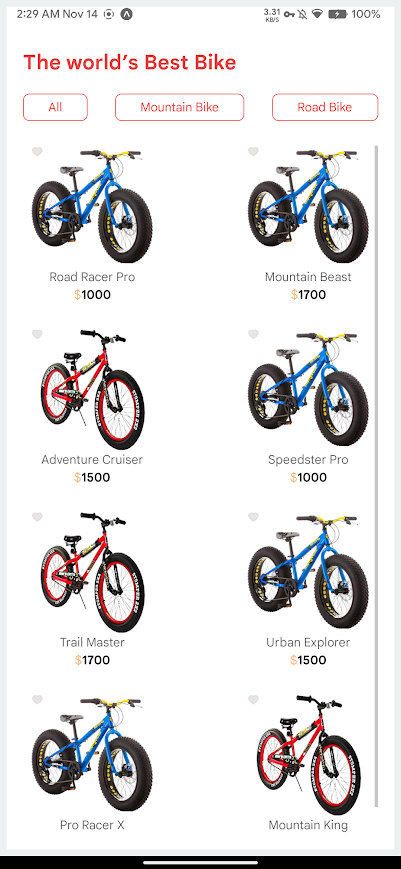 2:29 AM Nov 14
3.31
KB/S
100%
The world's Best Bike
All
Mountain Bike
Road Bike
Road Racer Pro
$1000
Mountain Beast
$1700
Adventure Cruiser
$1500
Speedster Pro
$1000
Trail Master
$1700
Urban Explorer
$1500
Pro Racer X
Mountain King